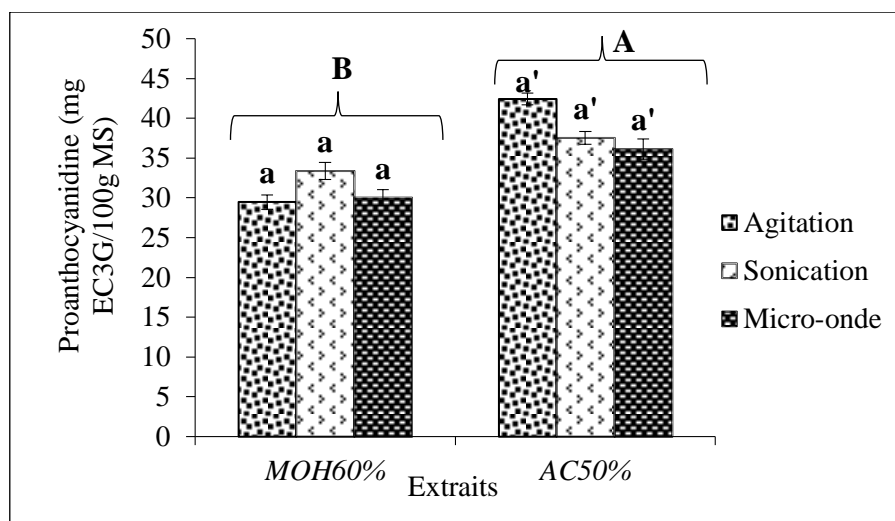 50
45
40
35
30
25
20
15
10
5
0
Proanthocyanidine (mg
EC3G/100g MS)
B
A
a a a
a' a' a'
MOH60% AC50%
Extraits
Agitation
Sonication
Micro-onde